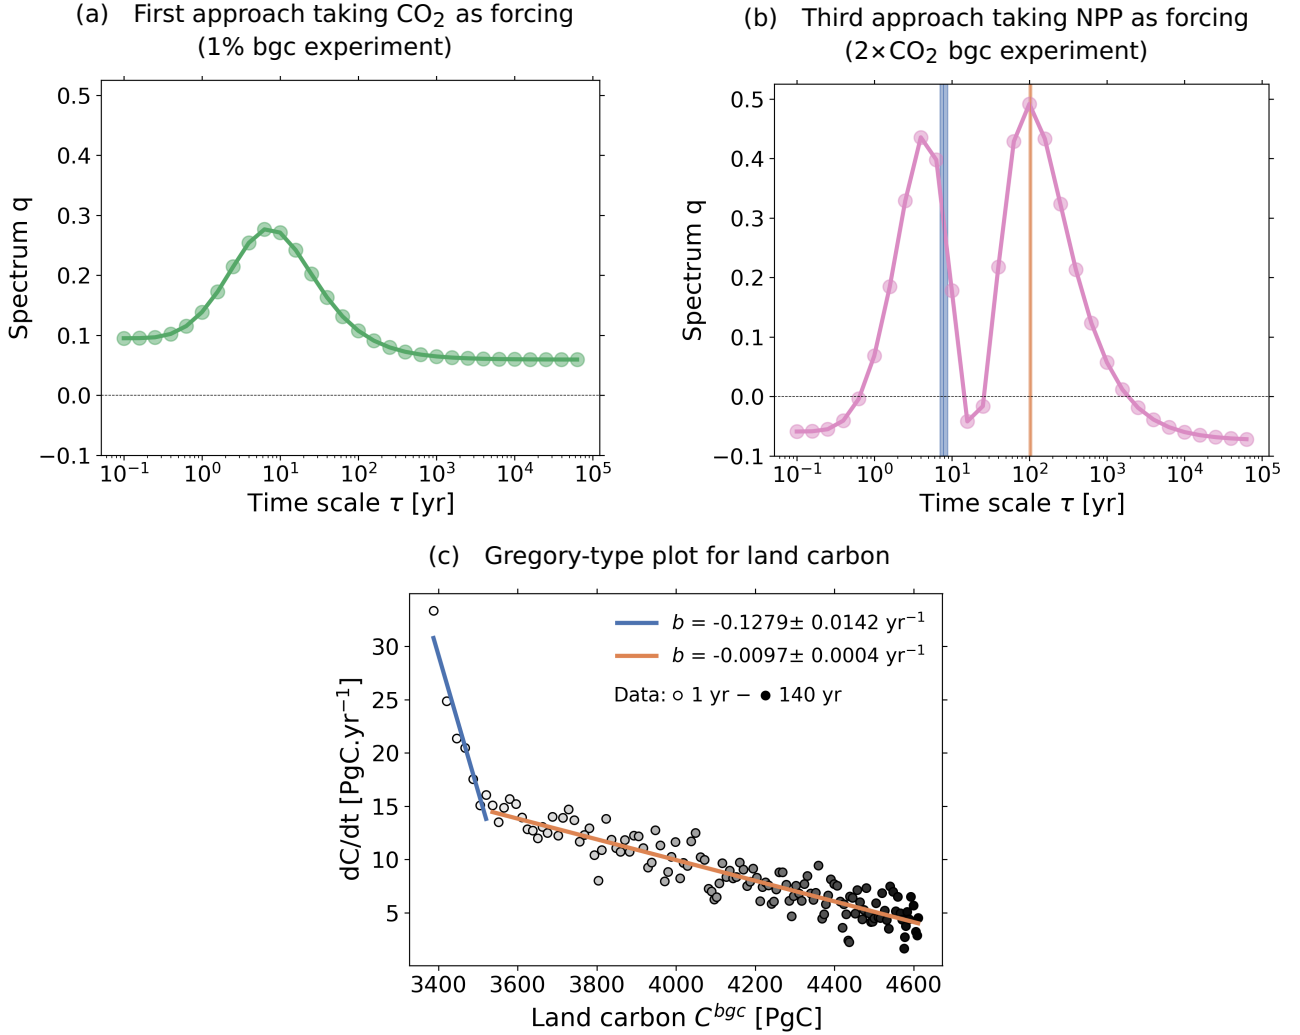 (a) First approach taking CO₂ as forcing
(1% bgc experiment)
0.5
0.4
0.3
0.2
0.1
0.0
−0.1
Spectrum q
10⁻¹ 10⁰ 10¹ 10² 10³ 10⁴ 10⁵
Time scale τ [yr]
(b) Third approach taking NPP as forcing
(2×CO₂ bgc experiment)
0.5
0.4
0.3
0.2
0.1
0.0
−0.1
Spectrum q
10⁻¹ 10⁰ 10¹ 10² 10³ 10⁴ 10⁵
Time scale τ [yr]
(c) Gregory-type plot for land carbon
b = -0.1279± 0.0142 yr⁻¹
b = -0.0097± 0.0004 yr⁻¹
Data: 1 yr − 140 yr
30
25
20
15
10
5
dC/dt [PgC.yr⁻¹]
3400 3600 3800 4000 4200 4400 4600
Land carbon Cᵇᵍᶜ [PgC]